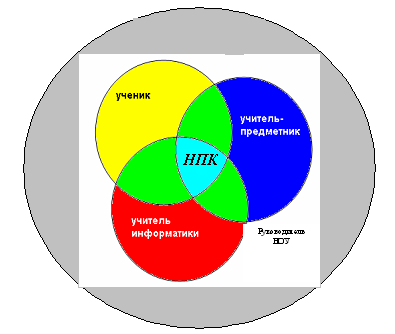 ученик
учитель-
предметник
НПК
учитель
информатики
Руководитель
НОУ